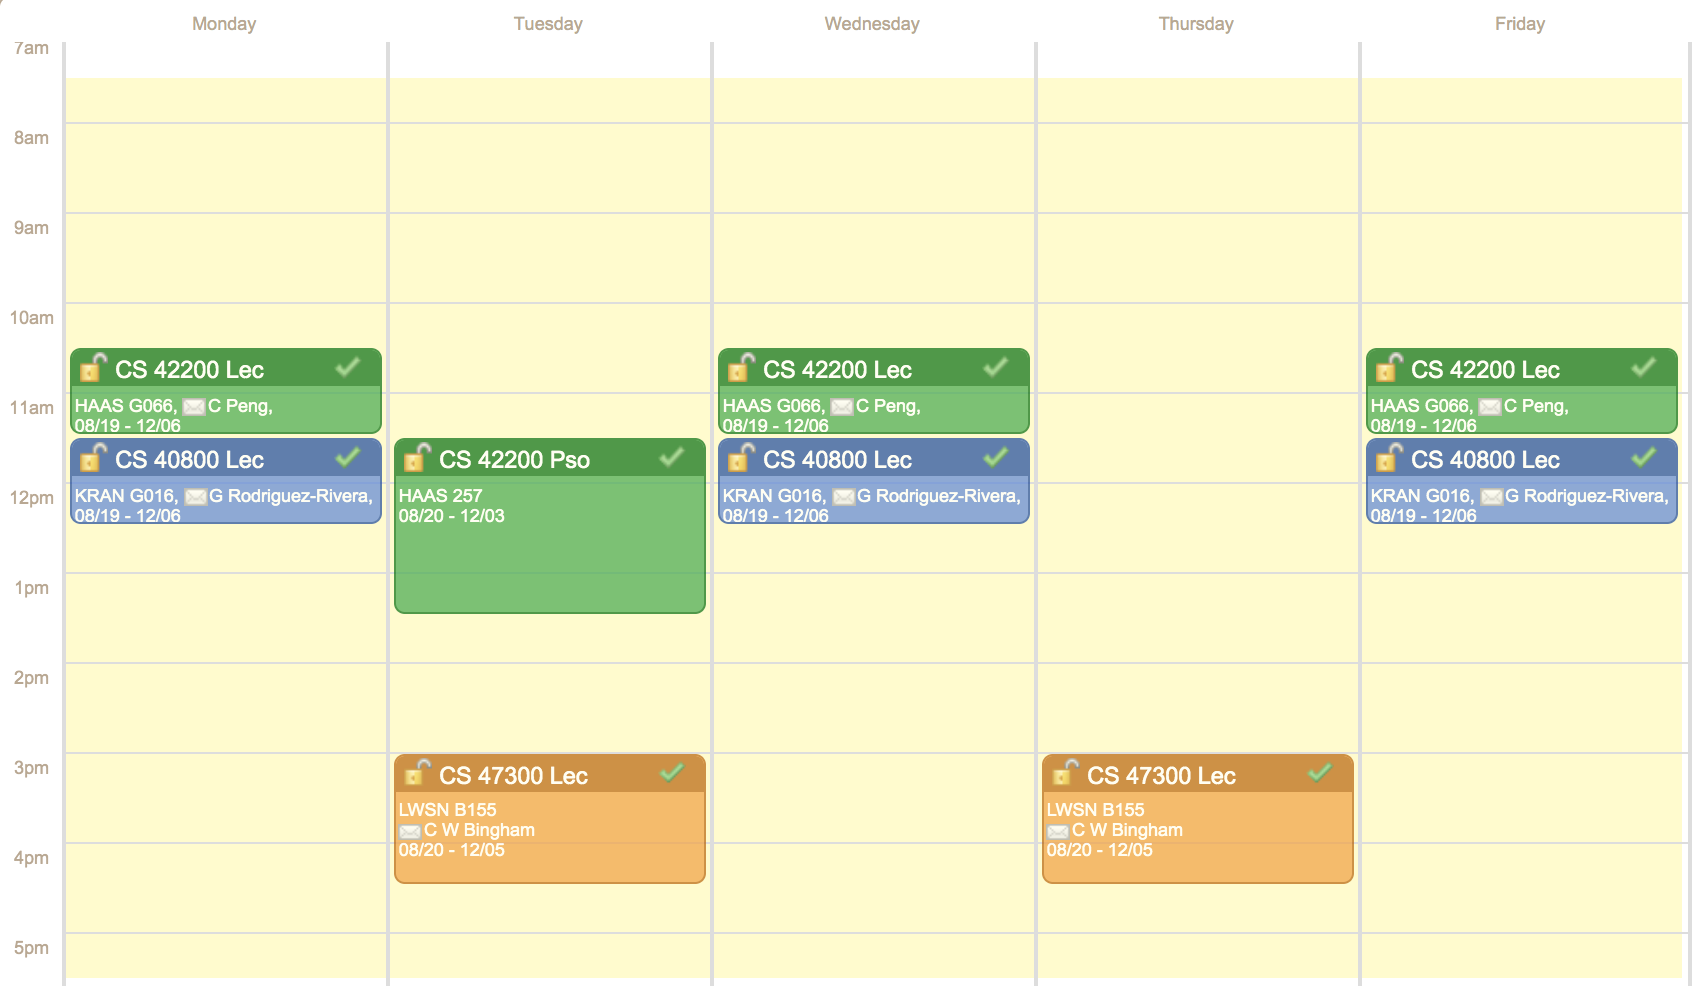 Monday Tuesday Wednesday Thursday Friday
7am
8am
9am
10am
CS 42200 Lec CS 42200 Lec CS 42200 Lec
11am
HAAS G066, C Peng, HAAS G066, C Peng, HAAS G066, C Peng,
08/19 - 12/06 08/19 - 12/06 08/19 - 12/06
CS 40800 Lec CS 42200 Pso CS 40800 Lec CS 40800 Lec
12pm
KRAN G016, G Rodriguez-Rivera, HAAS 257 KRAN G016, G Rodriguez-Rivera, KRAN G016, G Rodriguez-Rivera,
08/19 - 12/06 08/20 - 12/03 08/19 - 12/06 08/19 - 12/06
1pm
2pm
3pm
CS 47300 Lec CS 47300 Lec
LWSN B155 LWSN B155
C W Bingham C W Bingham
4pm
08/20 - 12/05 08/20 - 12/05
5pm